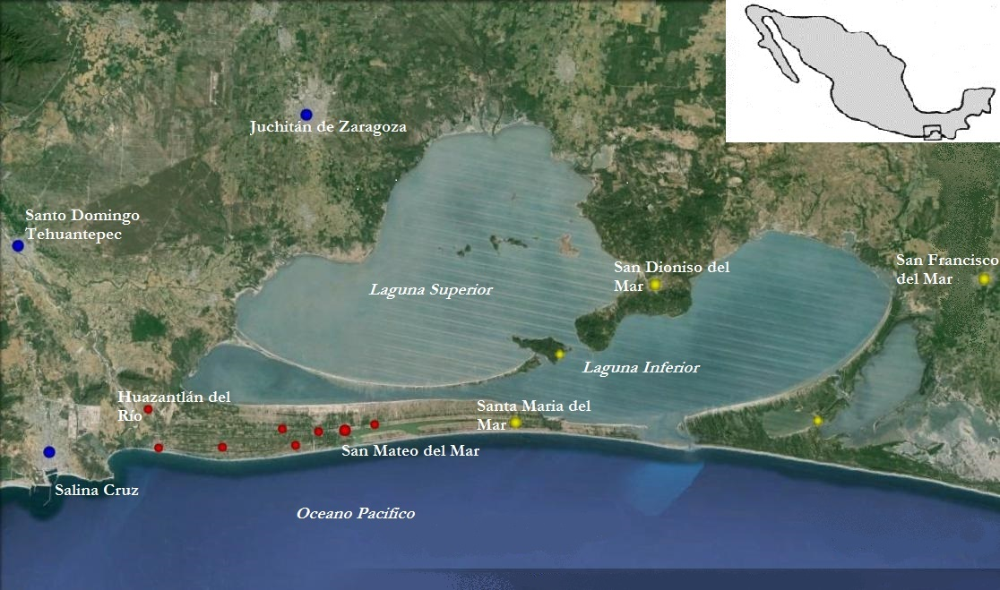 Juchitán de Zaragoza
Santo Domingo
Tehuantepec
San Dioniso del
Mar
San Francisco
del Mar
Laguna Superior
Laguna Inferior
Huazantlán del
Río
Santa Maria del
Mar
San Mateo del Mar
Salina Cruz
Oceano Pacífico